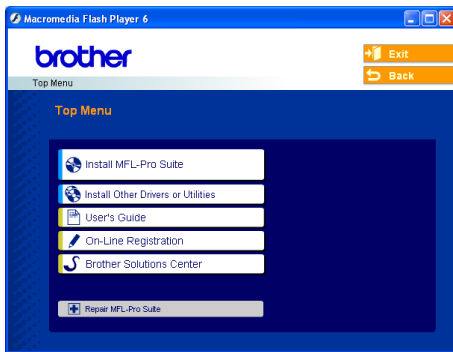 Macromedia Flash Player 6
brother
Exit
Back
Top Menu
Top Menu
Install MFL-Pro Suite
Install Other Drivers or Utilities
User's Guide
On-Line Registration
Brother Solutions Center
Repair MFL-Pro Suite